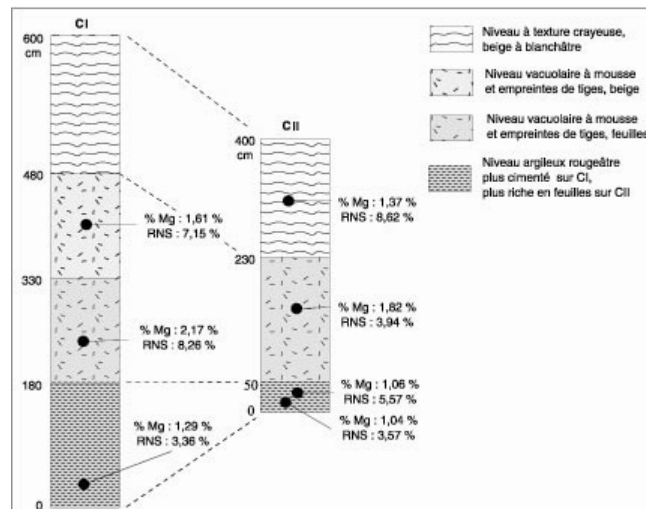 CI
600
cm
480
330
180
0
% Mg : 1,61 %
RNS : 7,15 %
% Mg : 2,17 %
RNS : 8,26 %
% Mg : 1,29 %
RNS : 3,36 %
CII
400
cm
230
50
0
% Mg : 1,37 %
RNS : 8,62 %
% Mg : 1,82 %
RNS : 3,94 %
% Mg : 1,06 %
RNS : 5,57 %
% Mg : 1,04 %
RNS : 3,57 %
Niveau à texture crayeuse,
beige à blanchâtre
Niveau vacuolaire à mousse
et empreintes de tiges, beige
Niveau vacuolaire à mousse
et empreintes de tiges, feuilles
Niveau argileux rougeâtre
plus cimenté sur CI,
plus riche en feuilles sur CII